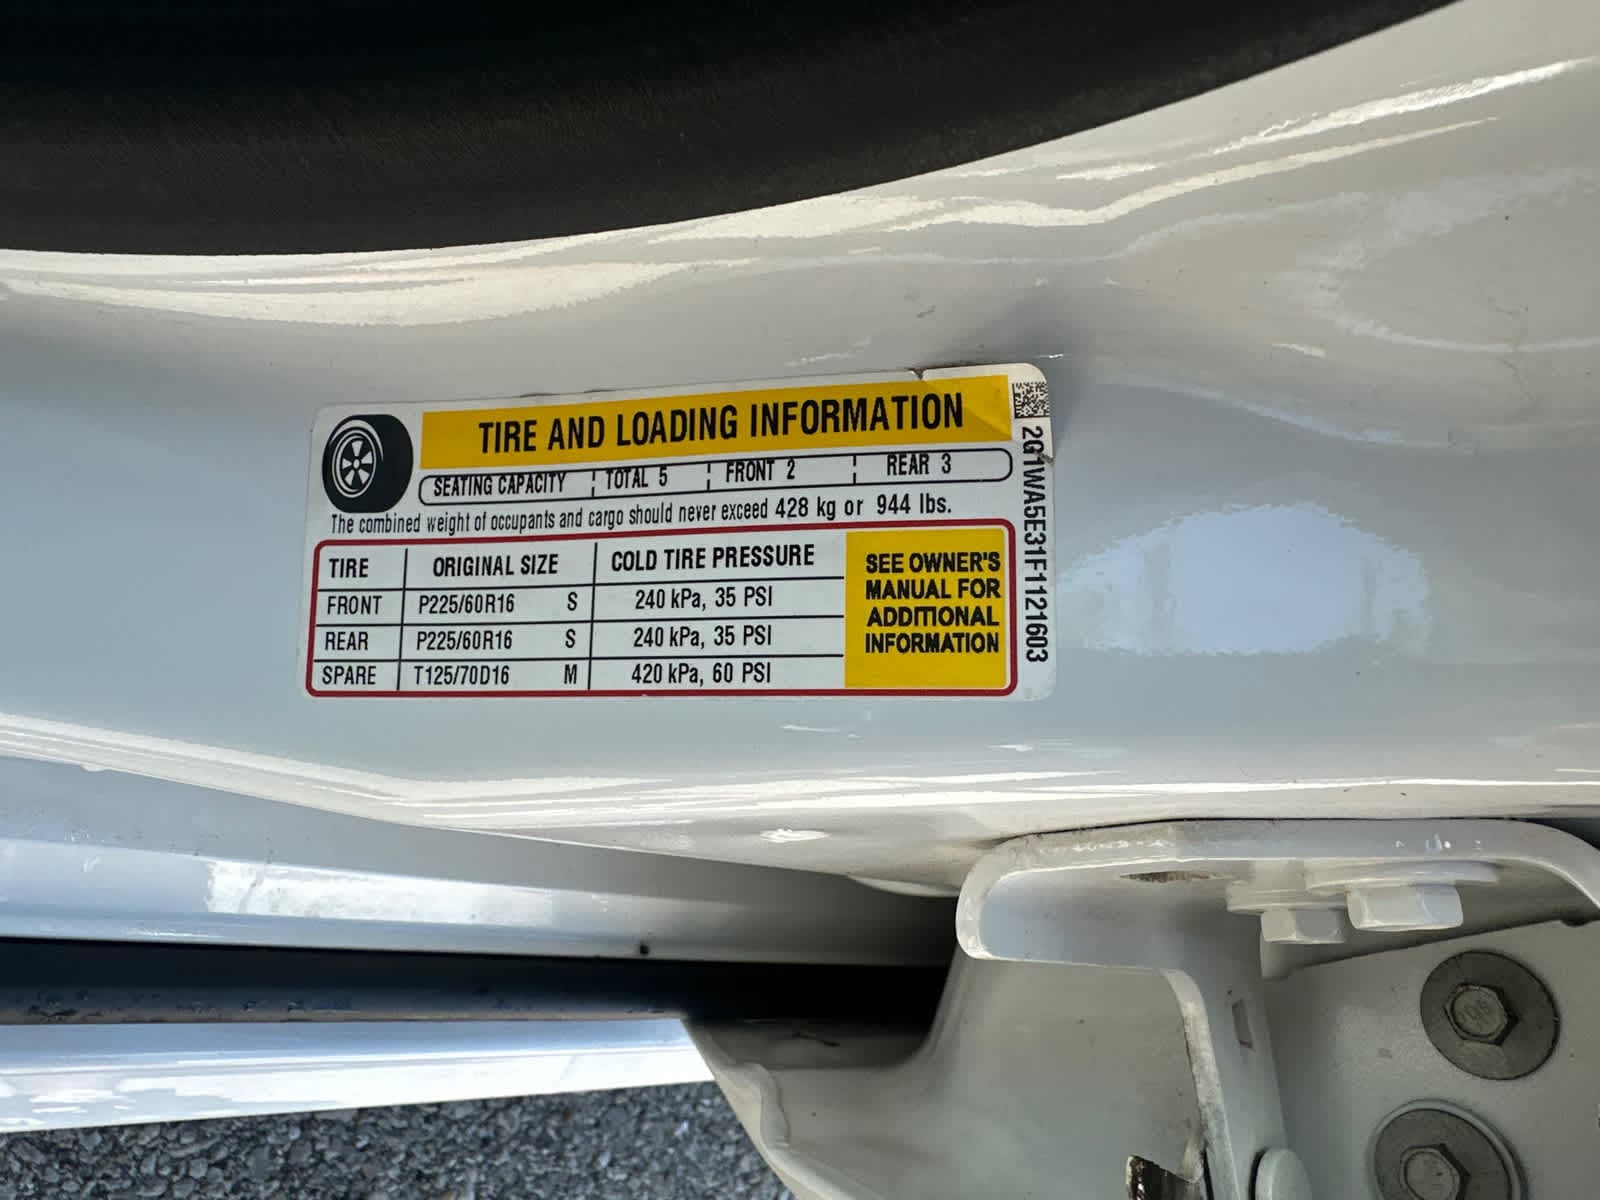 TIRE AND LOADING INFORMATION
SEATING CAPACITY TOTAL 5 FRONT 2 REAR 3
The combined weight of occupants and cargo should never exceed 428 kg or 944 lbs.
TIRE ORIGINAL SIZE COLD TIRE PRESSURE
FRONT P225/60R16 S 240 kPa, 35 PSI
REAR P225/60R16 S 240 kPa, 35 PSI
SPARE T125/70D16 M 420 kPa, 60 PSI
SEE OWNER'S
MANUAL FOR
ADDITIONAL
INFORMATION
2G1WA5E31F1121603